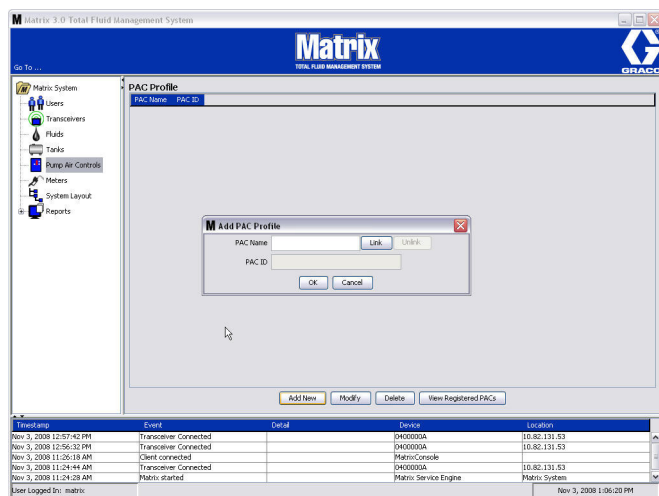 Matrix 3.0 Total Fluid Management System
Matrix
TOTAL FLUID MANAGEMENT SYSTEM
Go To ...
GRACO
Matrix System
Users
Transceivers
Fluids
Tanks
Pump Air Controls
Meters
System Layout
Reports
PAC Profile
PAC Name PAC ID
Add PAC Profile
PAC Name Link Unlink
PAC ID
OK Cancel
Add New Modify Delete View Registered PACs
Timestamp Event Detail Device Location
Nov 3, 2008 12:57:42 PM Transceiver Connected 0400000A 10.82.131.53
Nov 3, 2008 12:56:32 PM Transceiver Connected 0400000A 10.82.131.53
Nov 3, 2008 11:26:18 AM Client connected MatrixConsole
Nov 3, 2008 11:24:44 AM Transceiver Connected 0400000A 10.82.131.53
Nov 3, 2008 11:24:28 AM Matrix started Matrix Service Engine Matrix System
User Logged In: matrix Nov 3, 2008 1:06:20 PM